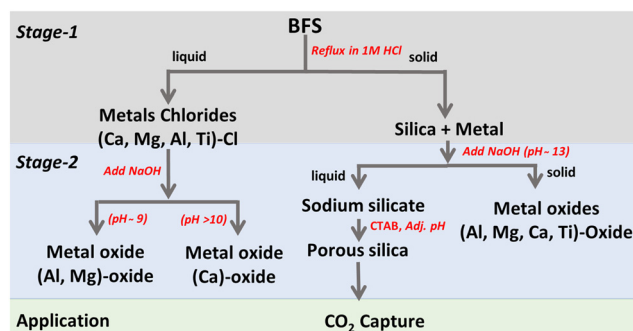 Stage-1
BFS
Reflux in 1M HCl
liquid
solid
Metals Chlorides
(Ca, Mg, Al, Ti)-Cl
Silica + Metal
Stage-2
Add NaOH
Add NaOH (pH~ 13)
liquid
solid
(pH~ 9)
(pH >10)
Sodium silicate
Metal oxides
(Al, Mg, Ca, Ti)-Oxide
CTAB, Adj. pH
Metal oxide
(Al, Mg)-oxide
Metal oxide
(Ca)-oxide
Porous silica
Application
CO₂ Capture